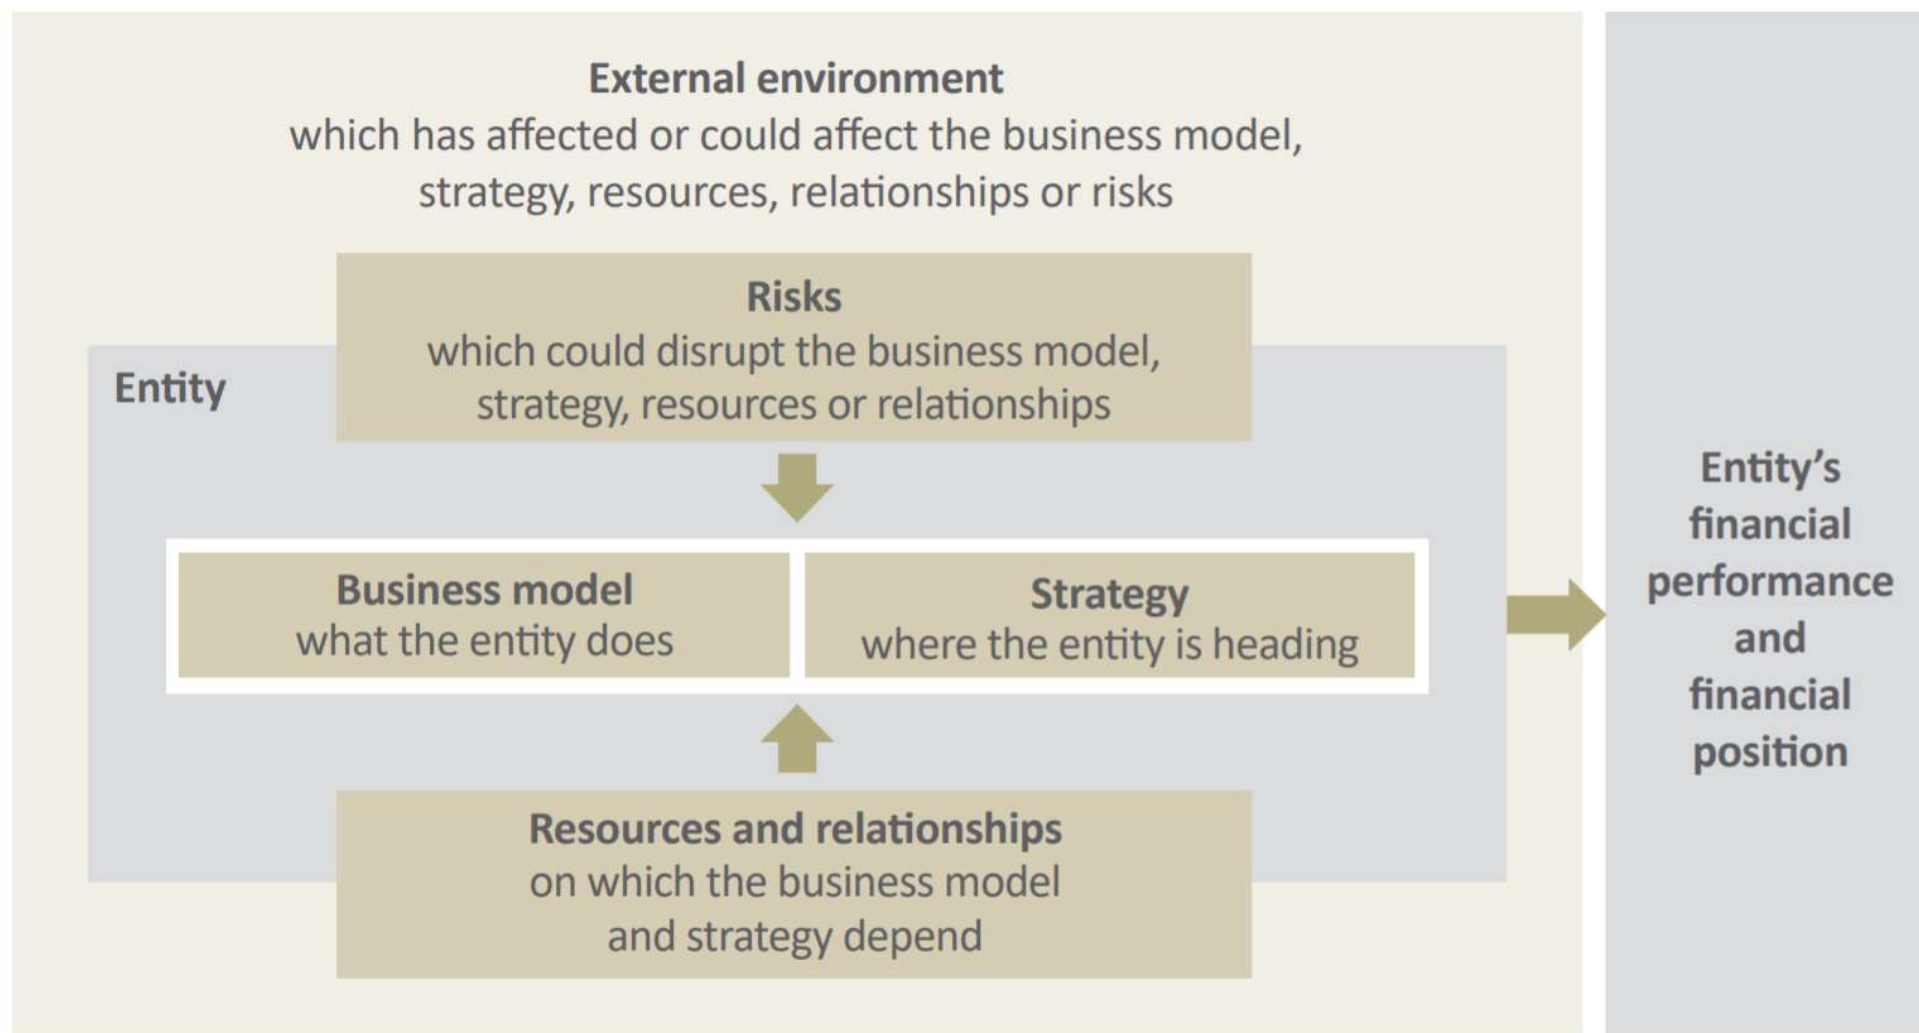 External environment
which has affected or could affect the business model,
strategy, resources, relationships or risks
Risks
which could disrupt the business model,
strategy, resources or relationships
Entity
Business model
what the entity does
Strategy
where the entity is heading
Resources and relationships
on which the business model
and strategy depend
Entity’s
financial
performance
and
financial
position